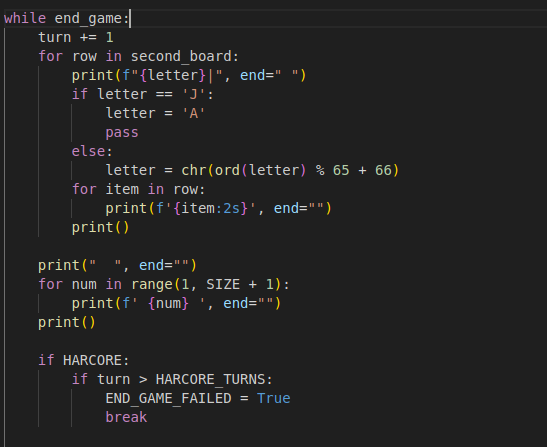 while end_game:
    turn += 1
    for row in second_board:
        print(f"{letter}|", end=" ")
        if letter == 'J':
            letter = 'A'
            pass
        else:
            letter = chr(ord(letter) % 65 + 66)
        for item in row:
            print(f'{item:2s}', end="")
        print()

    print("  ", end="")
    for num in range(1, SIZE + 1):
        print(f' {num} ', end="")
    print()

    if HARCORE:
        if turn > HARCORE_TURNS:
            END_GAME_FAILED = True
            break